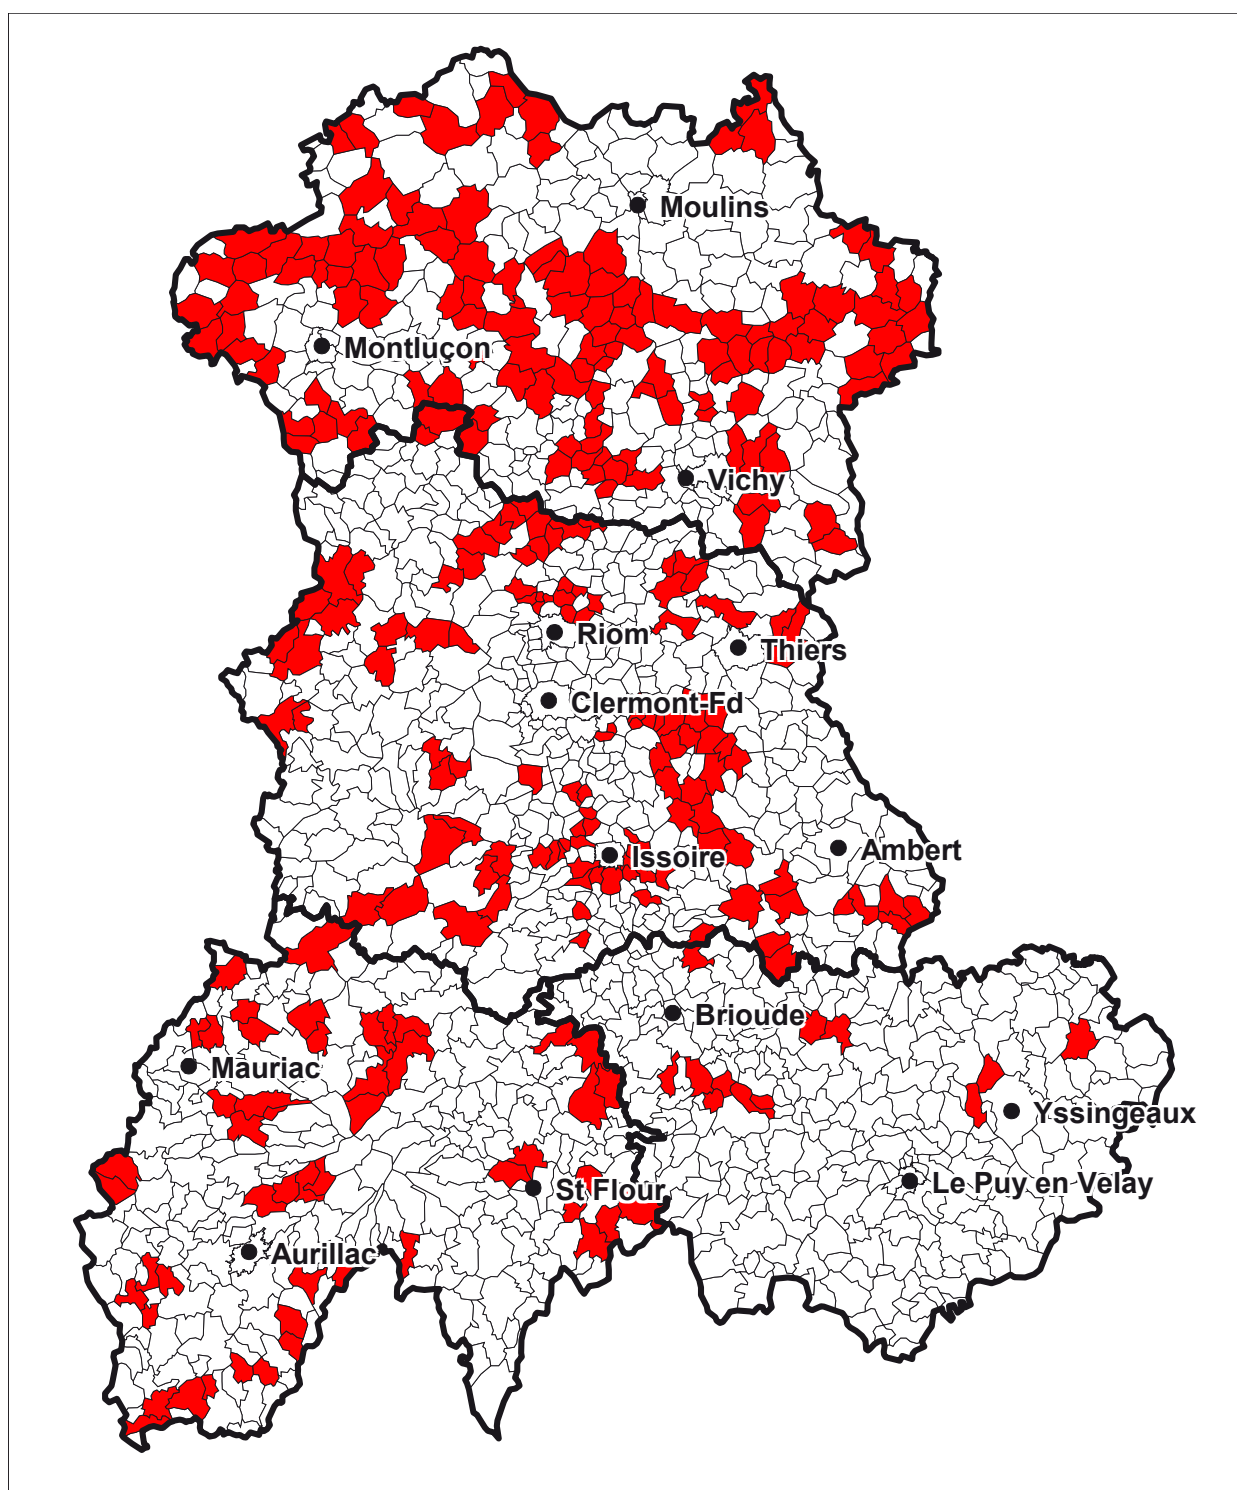 Moulins
Montluçon
Vichy
Riom
Thiers
Clermont-Fd
Ambert
Issoire
Brioude
Mauriac
Yssingeaux
St Flour
Le Puy en Velay
Aurillac